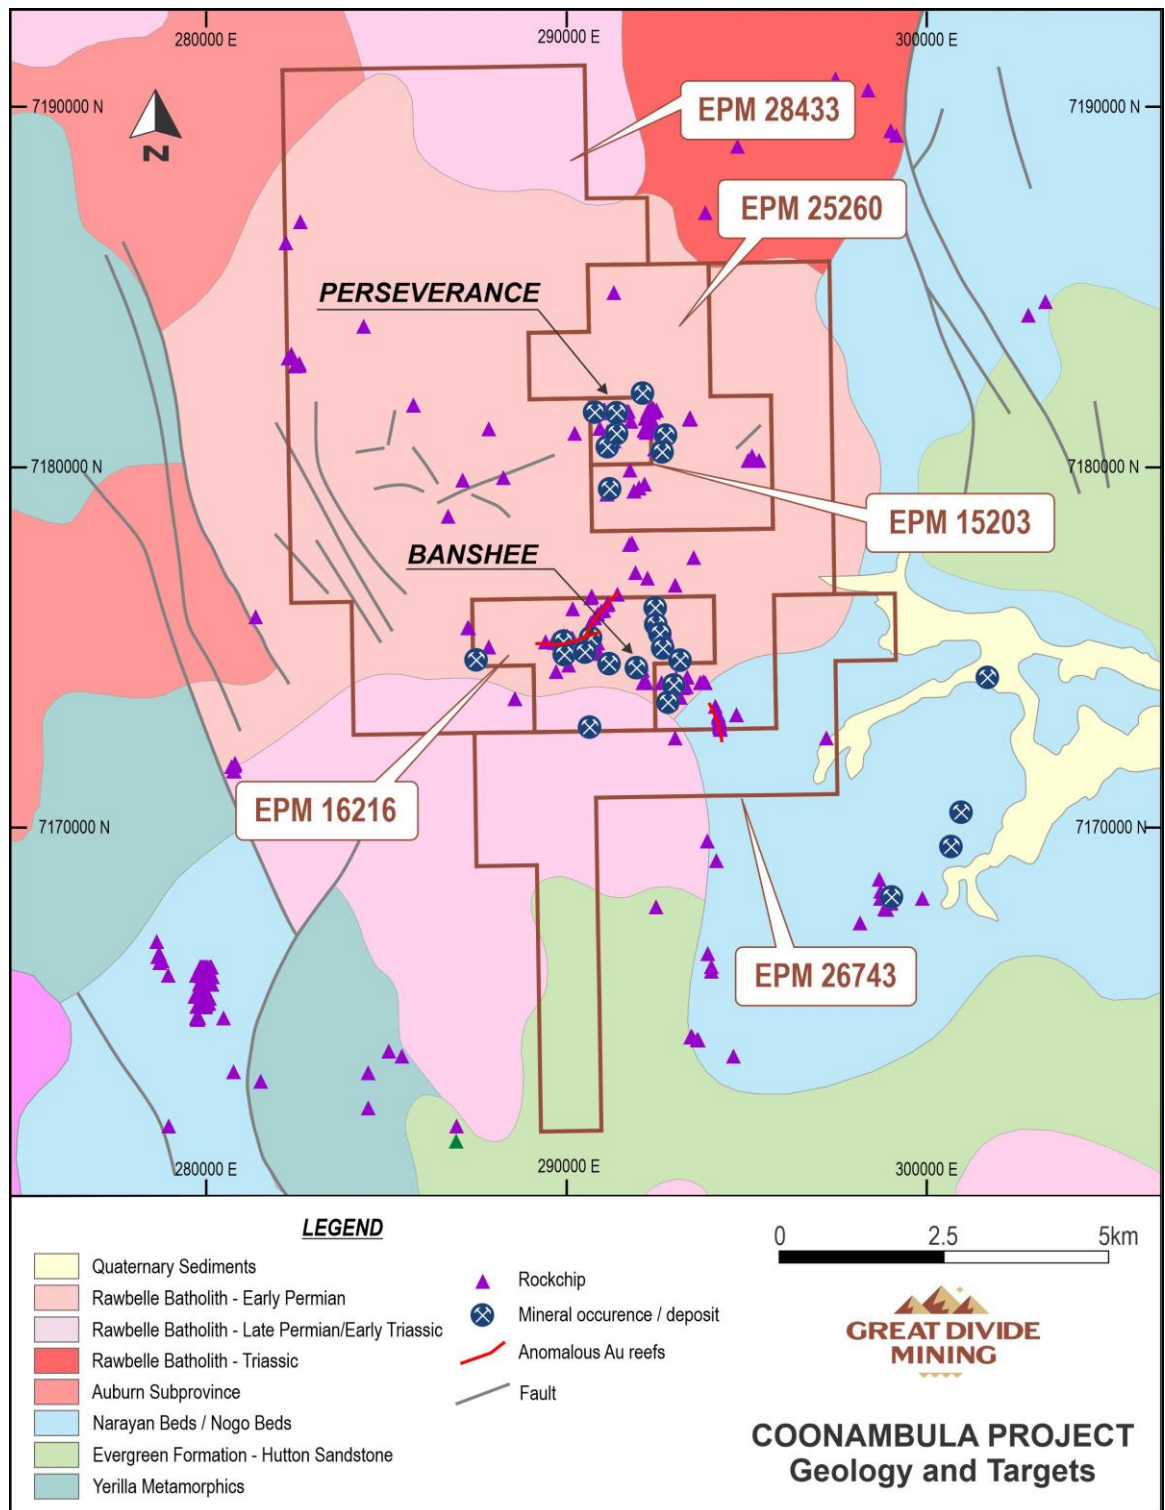 280000 E
290000 E
300000 E
7190000 N
7190000 N
EPM 28433
N
EPM 25260
PERSEVERANCE
7180000 N
7180000 N
EPM 15203
BANSHEE
EPM 16216
7170000 N
7170000 N
EPM 26743
280000 E
290000 E
300000 E
LEGEND
Quaternary Sediments
Rawbelle Batholith - Early Permian
Rawbelle Batholith - Late Permian/Early Triassic
Rawbelle Batholith - Triassic
Auburn Subprovince
Narayan Beds / Nogo Beds
Evergreen Formation - Hutton Sandstone
Yerilla Metamorphics
Rockchip
Mineral occurence / deposit
Anomalous Au reefs
Fault
0 2.5 5km
GREAT DIVIDE
MINING
COONAMBULA PROJECT
Geology and Targets